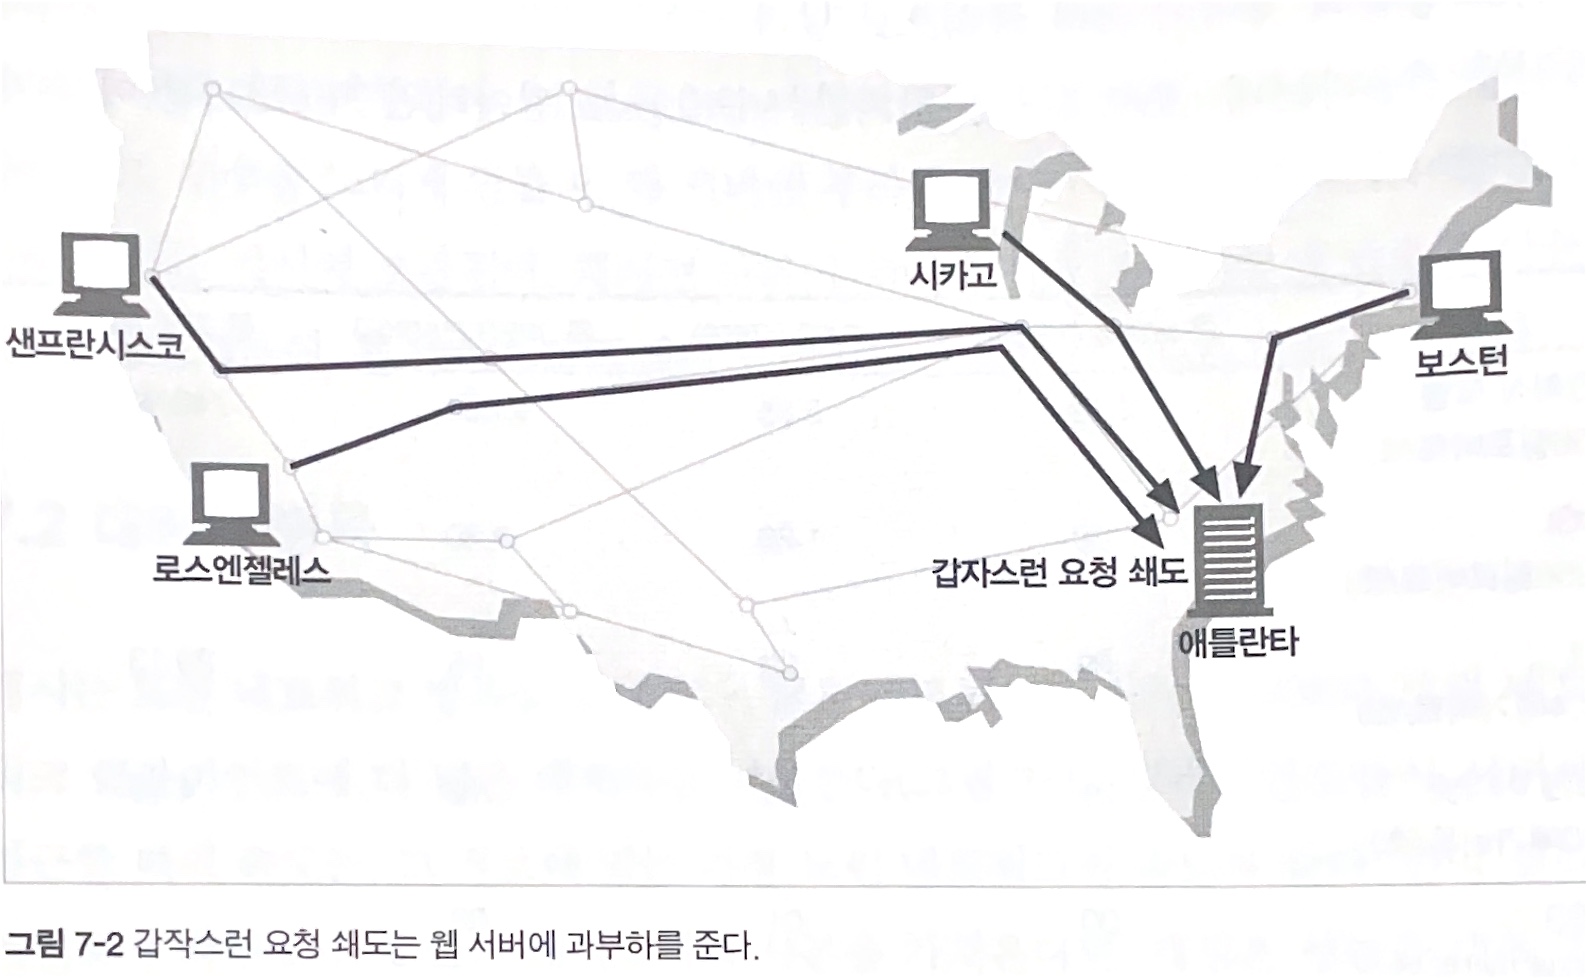 시카고
샌프란시스코
보스턴
로스엔젤레스
갑자스런 요청 쇄도
애틀란타
그림 7-2 갑작스런 요청 쇄도는 웹 서버에 과부하를 준다.